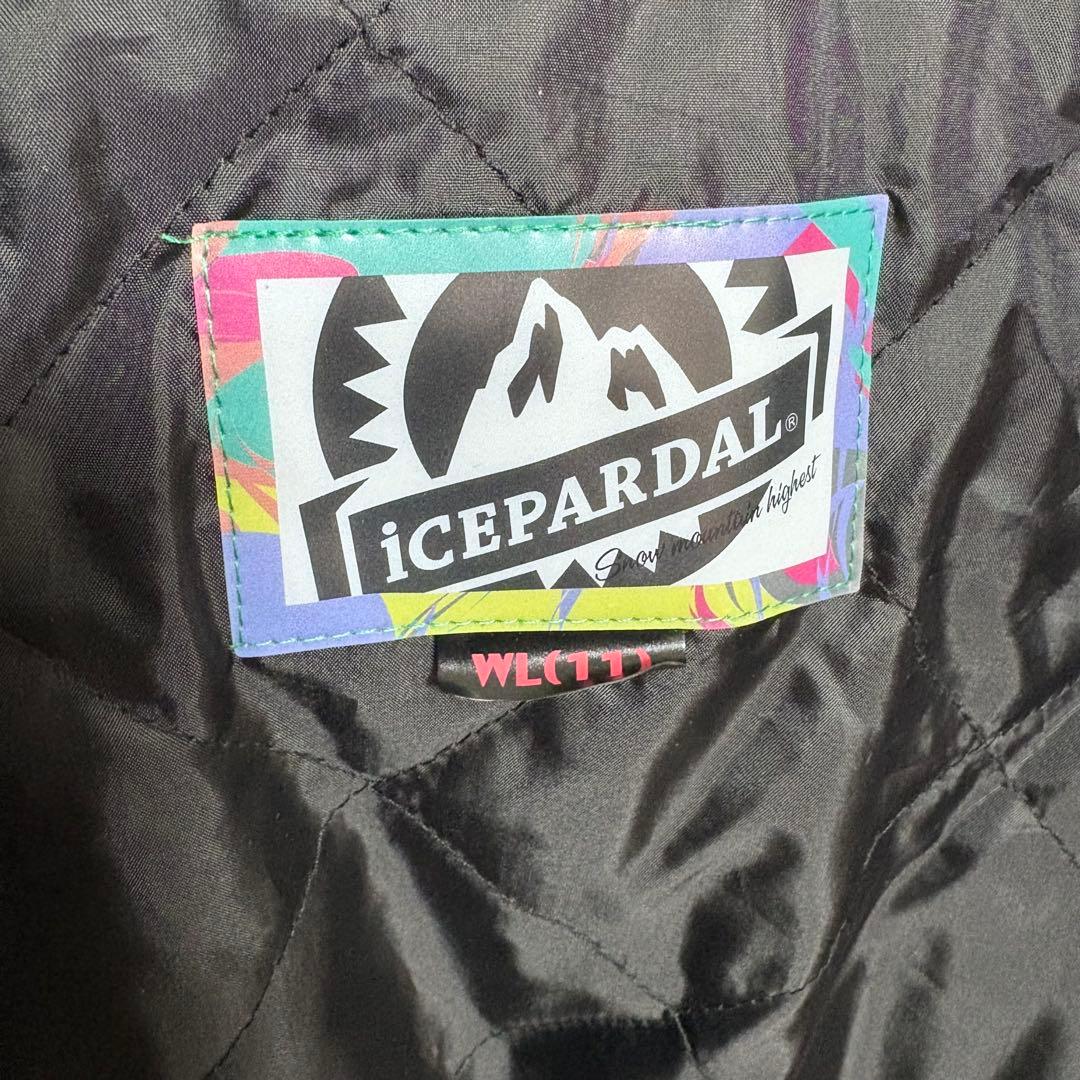 iCEPARDAL®
Snow mountain highest
WL(11)